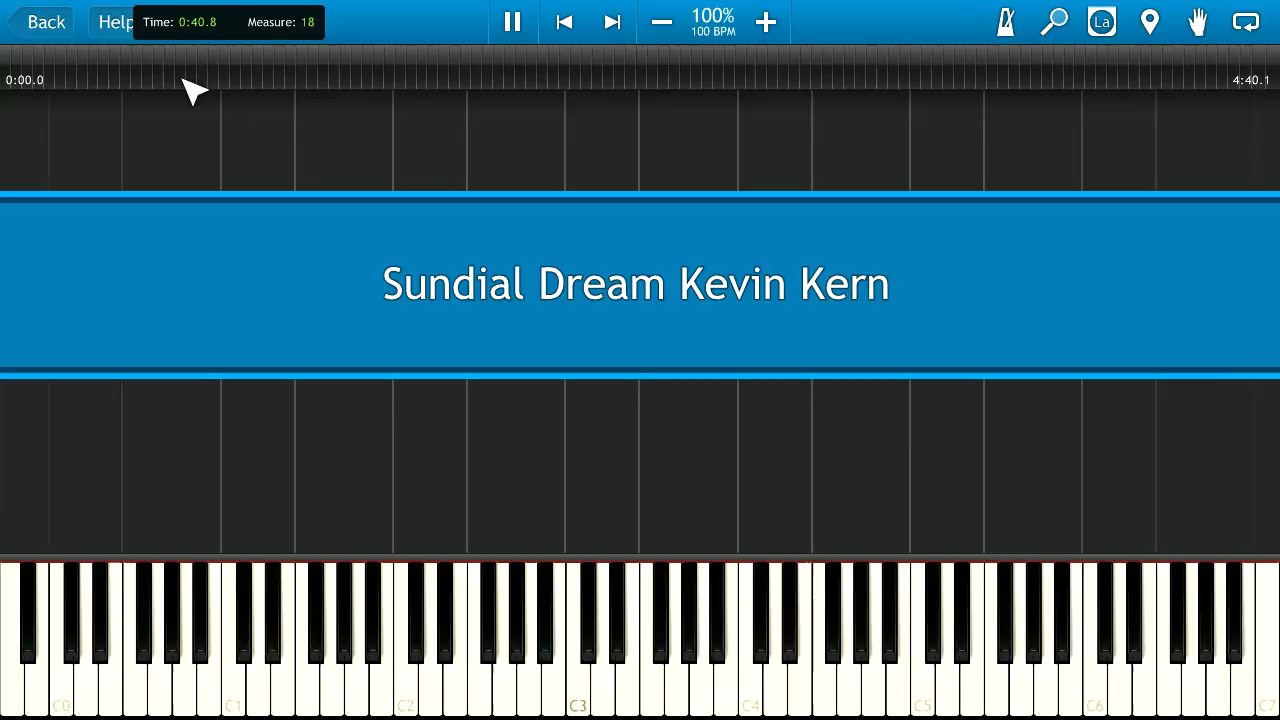 Back Help Time: 0:40.8 Measure: 18 100% La
100 BPM
0:00.0 4:40.1
Sundial Dream Kevin Kern
C0 C1 C2 C3 C4 C5 C6 C7